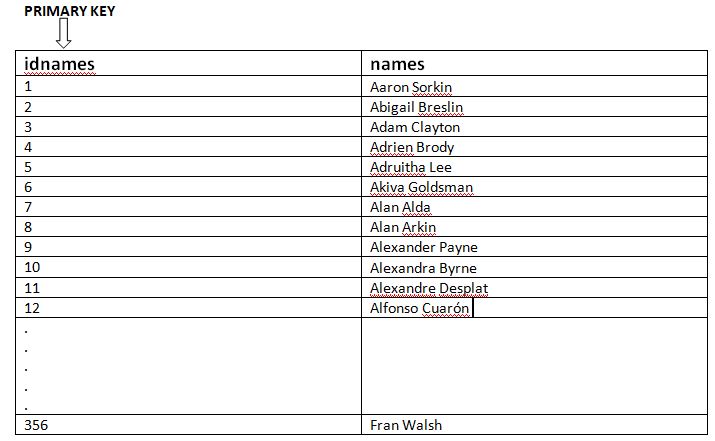 PRIMARY KEY
idnames names
1 Aaron Sorkin
2 Abigail Breslin
3 Adam Clayton
4 Adrien Brody
5 Adruitha Lee
6 Akiva Goldsman
7 Alan Alda
8 Alan Arkin
9 Alexander Payne
10 Alexandra Byrne
11 Alexandre Desplat
12 Alfonso Cuarón
.
.
.
.
.
356 Fran Walsh